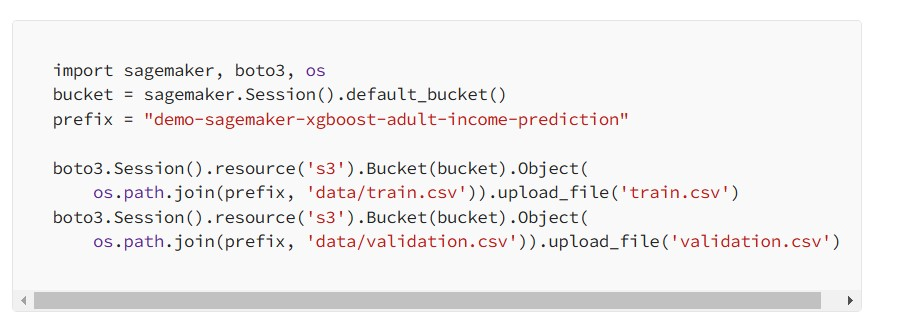 import sagemaker, boto3, os
bucket = sagemaker.Session().default_bucket()
prefix = "demo-sagemaker-xgboost-adult-income-prediction"

boto3.Session().resource('s3').Bucket(bucket).Object(
    os.path.join(prefix, 'data/train.csv')).upload_file('train.csv')
boto3.Session().resource('s3').Bucket(bucket).Object(
    os.path.join(prefix, 'data/validation.csv')).upload_file('validation.csv')